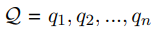 𝒬 = q₁, q₂, ..., qₙ